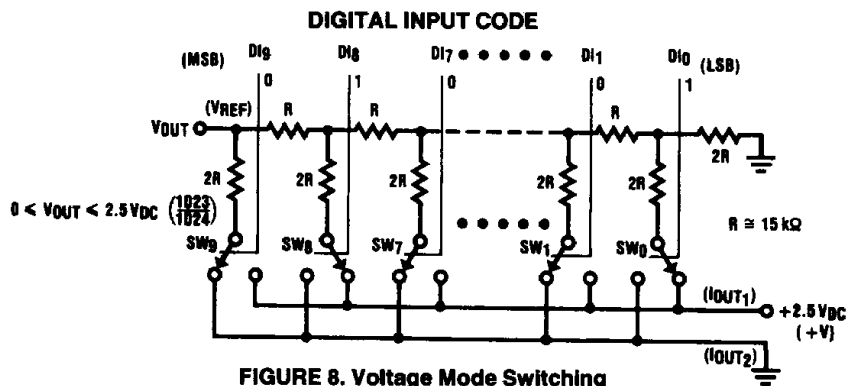 DIGITAL INPUT CODE
(MSB) DI9 DI8 DI7 DI1 DI0 (LSB)
0 1 0 0 1
(VREF) R R R
VOUT
2R 2R 2R 2R 2R 2R
0 < VOUT < 2.5 VDC (1023/1024)
R ≅ 15 kΩ
SW9 SW8 SW7 SW1 SW0
(IOUT1) +2.5 VDC
(+V)
(IOUT2)
FIGURE 8. Voltage Mode Switching